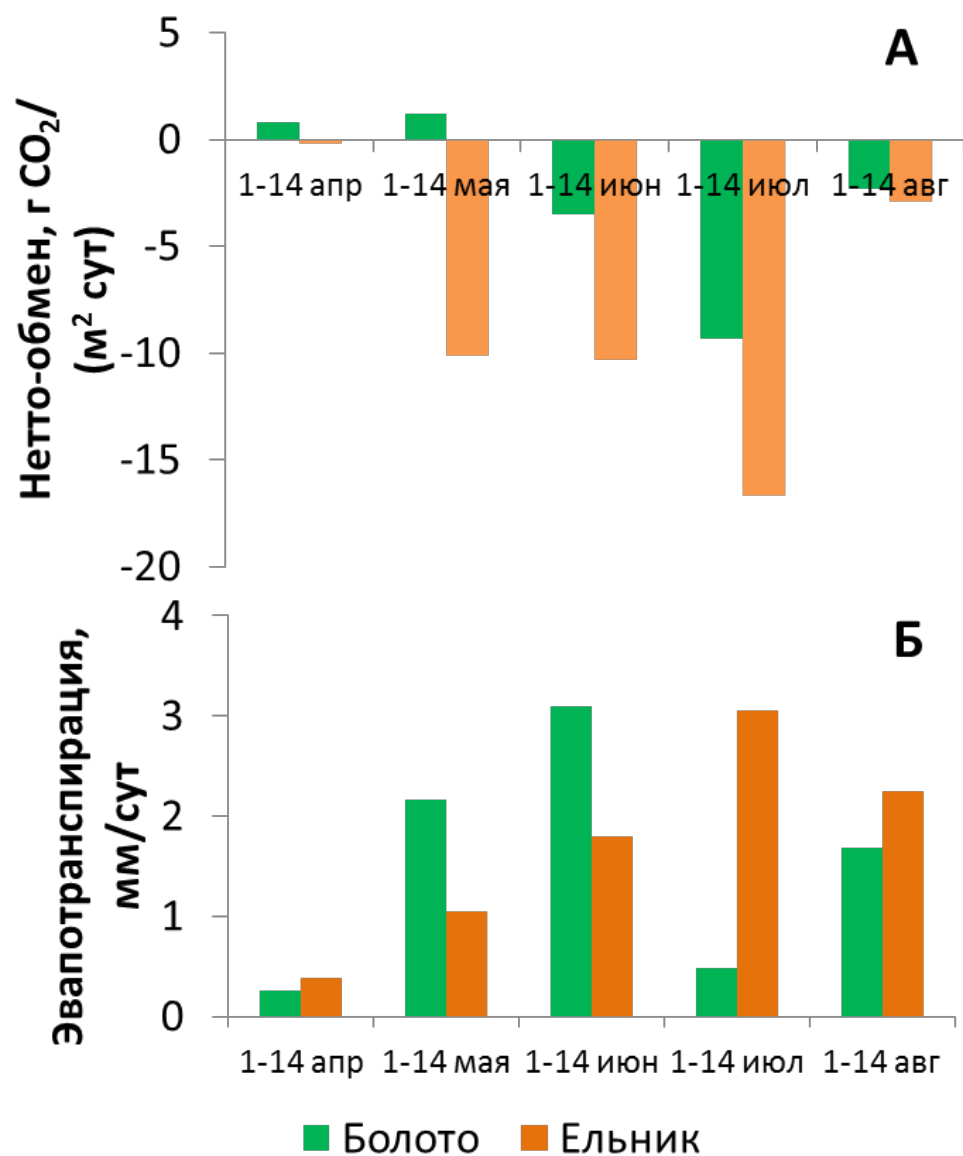 А
Нетто-обмен, г CO₂/
(м² сут)
5
0
-5
-10
-15
-20
1-14 апр 1-14 мая 1-14 июн 1-14 июл 1-14 авг
Б
Эвапотранспирация,
мм/сут
4
3
2
1
0
1-14 апр 1-14 мая 1-14 июн 1-14 июл 1-14 авг
Болото Ельник